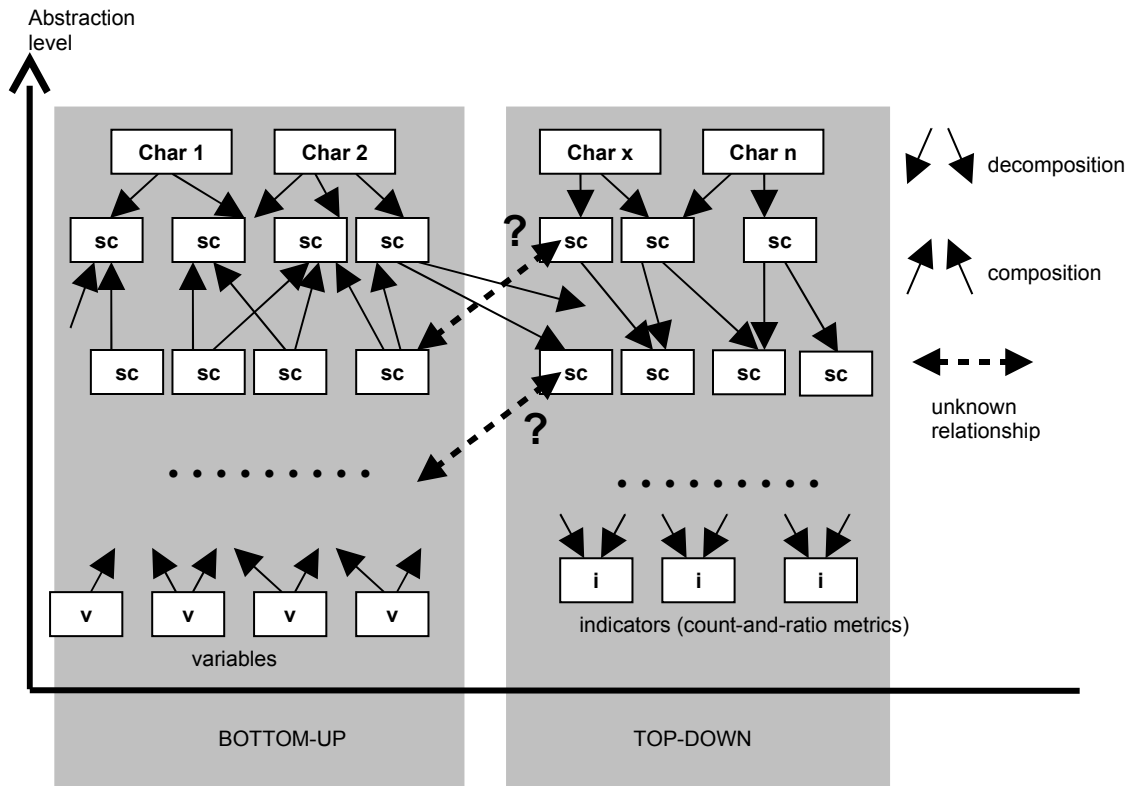 Abstraction
level
Char 1
Char 2
Char x
Char n
decomposition
sc
sc
sc
sc
?
sc
sc
sc
composition
sc
sc
sc
sc
sc
sc
sc
sc
?
unknown
relationship
v
v
v
v
i
i
i
variables
indicators (count-and-ratio metrics)
BOTTOM-UP
TOP-DOWN